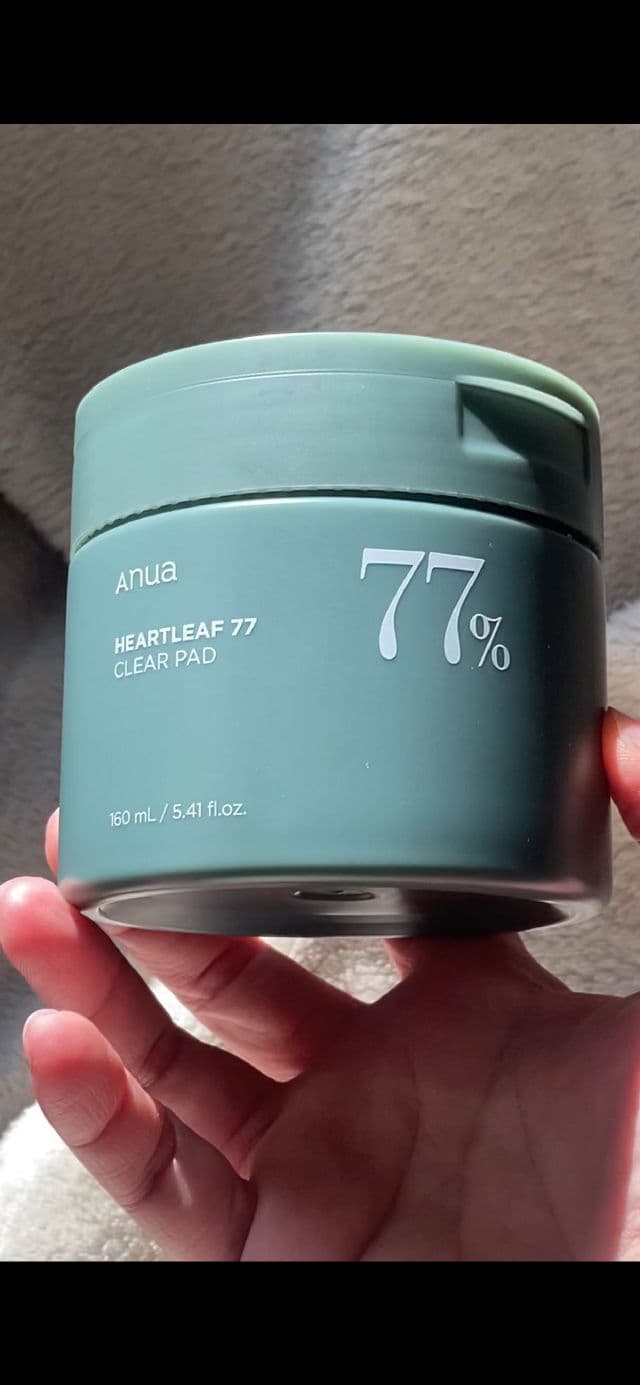 Anua
HEARTLEAF 77
CLEAR PAD
77%
160 mL / 5.41 fl.oz.